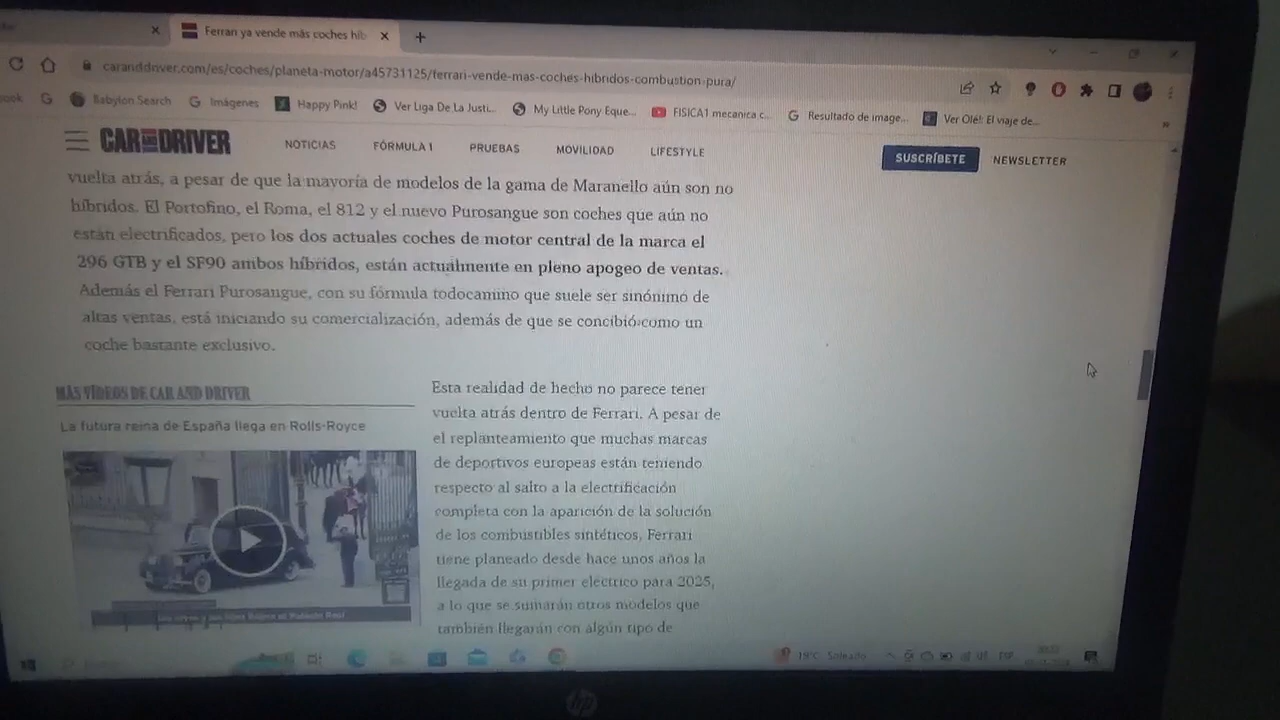 Ferrari ya vende más coches híb
caranddriver.com/es/coches/planeta-motor/a45731125/ferrari-vende-mas-coches-hibridos-combustion-pura/
ook
Babylon Search
Imágenes
Happy Pink!
Ver Liga De La Justi...
My Little Pony Eque...
FISICA1 mecanica c...
Resultado de image...
Ver Olé!: El viaje de...
»
CAR AND DRIVER
NOTICIAS
FÓRMULA 1
PRUEBAS
MOVILIDAD
LIFESTYLE
SUSCRÍBETE
NEWSLETTER
vuelta atrás, a pesar de que la mayoría de modelos de la gama de Maranello aún son no
híbridos. El Portofino, el Roma, el 812 y el nuevo Purosangue son coches que aún no
están electrificados, pero los dos actuales coches de motor central de la marca el
296 GTB y el SF90 ambos híbridos, están actualmente en pleno apogeo de ventas.
Además el Ferrari Purosangue, con su fórmula todocamino que suele ser sinónimo de
altas ventas, está iniciando su comercialización, además de que se concibió como un
coche bastante exclusivo.
MÁS VÍDEOS DE CAR AND DRIVER
La futura reina de España llega en Rolls-Royce
Esta realidad de hecho no parece tener
vuelta atrás dentro de Ferrari. A pesar de
el replanteamiento que muchas marcas
de deportivos europeas están teniendo
respecto al salto a la electrificación
completa con la aparición de la solución
de los combustibles sintéticos, Ferrari
tiene planeado desde hace unos años la
llegada de su primer eléctrico para 2025,
a lo que se sumarán otros modelos que
también llegarán con algún tipo de
19°C Soleado
ESP
hp